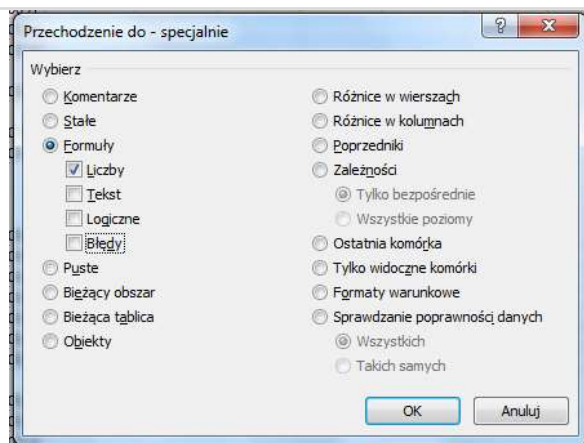 Przechodzenie do - specjalnie
Wybierz
Komentarze
Stałe
Formuły
Liczby
Tekst
Logiczne
Błędy
Puste
Bieżący obszar
Bieżąca tablica
Obiekty
Różnice w wierszach
Różnice w kolumnach
Poprzedniki
Zależności
Tylko bezpośrednie
Wszystkie poziomy
Ostatnia komórka
Tylko widoczne komórki
Formaty warunkowe
Sprawdzanie poprawności danych
Wszystkich
Takich samych
OK Anuluj